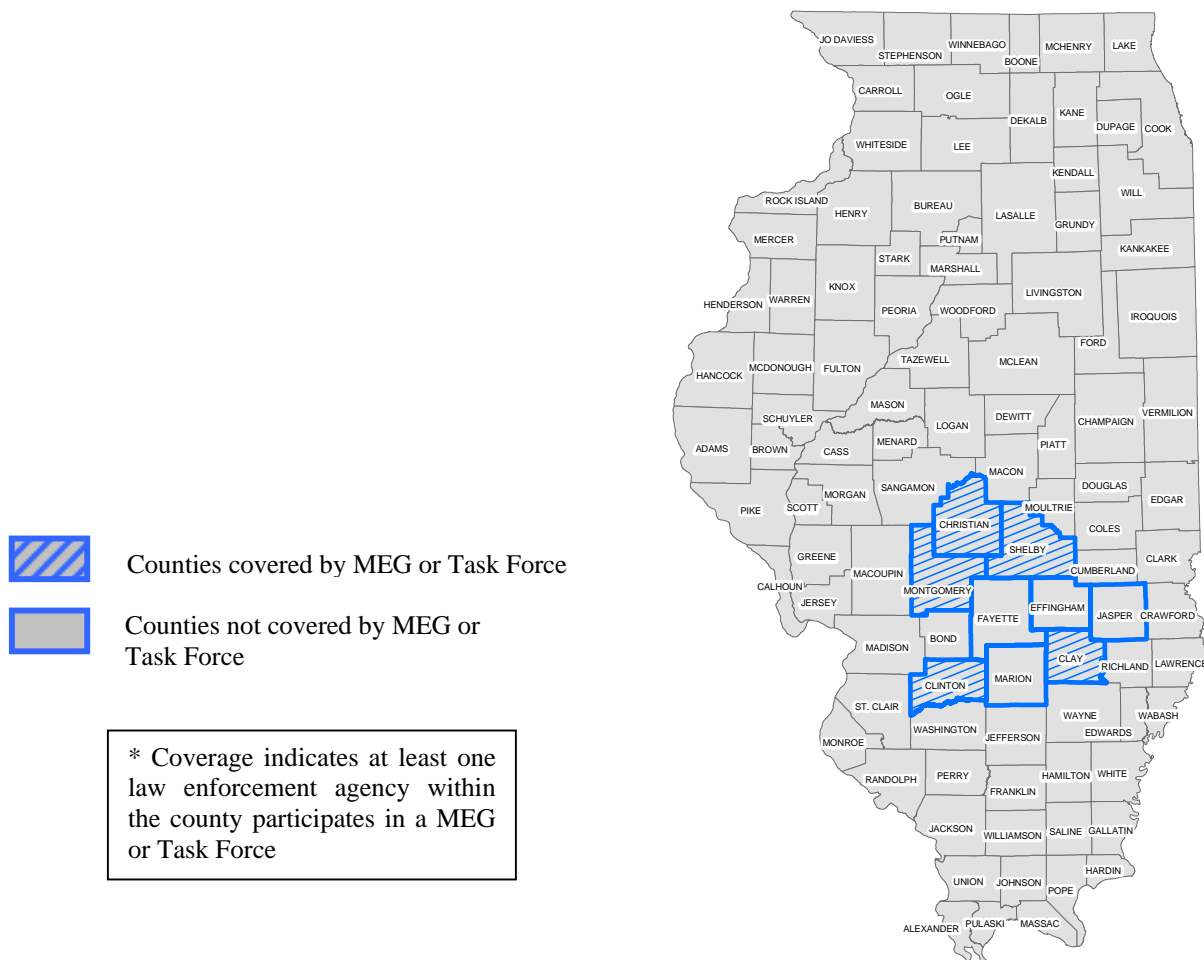 JO DAVIESS
STEPHENSON
WINNEBAGO
BOONE
MCHENRY
LAKE
CARROLL
OGLE
DEKALB
KANE
DUPAGE
COOK
WHITESIDE
LEE
KENDALL
WILL
ROCK ISLAND
HENRY
BUREAU
LASALLE
GRUNDY
MERCER
PUTNAM
KANKAKEE
STARK
MARSHALL
KNOX
LIVINGSTON
HENDERSON
WARREN
PEORIA
WOODFORD
IROQUOIS
FORD
TAZEWELL
MCLEAN
HANCOCK
MCDONOUGH
FULTON
MASON
SCHUYLER
LOGAN
DEWITT
CHAMPAIGN
VERMILION
ADAMS
BROWN
CASS
MENARD
PIATT
MACON
SANGAMON
DOUGLAS
MORGAN
EDGAR
PIKE
SCOTT
MOULTRIE
CHRISTIAN
COLES
SHELBY
GREENE
MACOUPIN
CLARK
CUMBERLAND
CALHOUN
JERSEY
MONTGOMERY
FAYETTE
EFFINGHAM
JASPER
CRAWFORD
MADISON
BOND
CLAY
RICHLAND
LAWRENCE
CLINTON
MARION
ST. CLAIR
WAYNE
WABASH
WASHINGTON
EDWARDS
JEFFERSON
MONROE
RANDOLPH
PERRY
HAMILTON
WHITE
FRANKLIN
JACKSON
WILLIAMSON
SALINE
GALLATIN
HARDIN
UNION
JOHNSON
POPE
ALEXANDER
PULASKI
MASSAC
Counties covered by MEG or Task Force
Counties not covered by MEG or
Task Force
* Coverage indicates at least one
law enforcement agency within
the county participates in a MEG
or Task Force